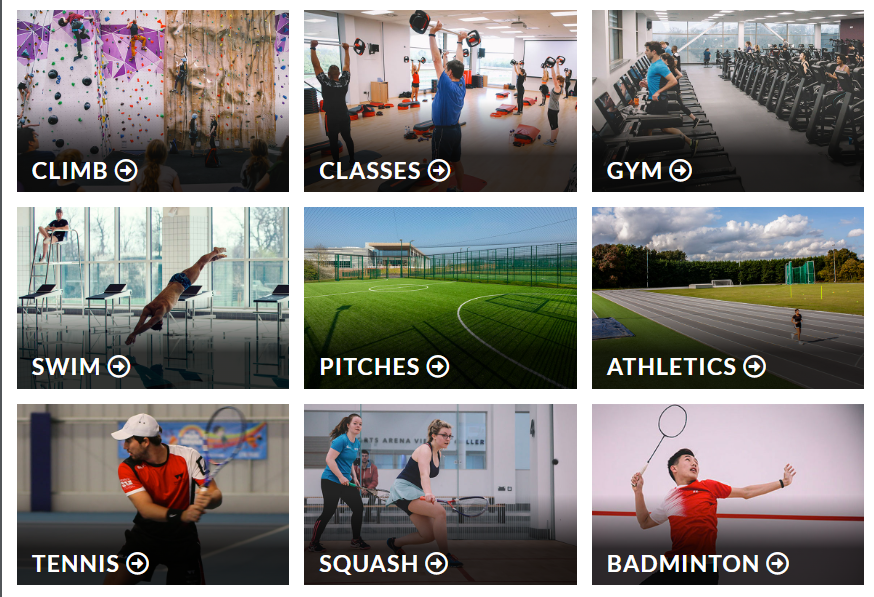 CLIMB
CLASSES
GYM
SWIM
PITCHES
ATHLETICS
TENNIS
SQUASH
BADMINTON